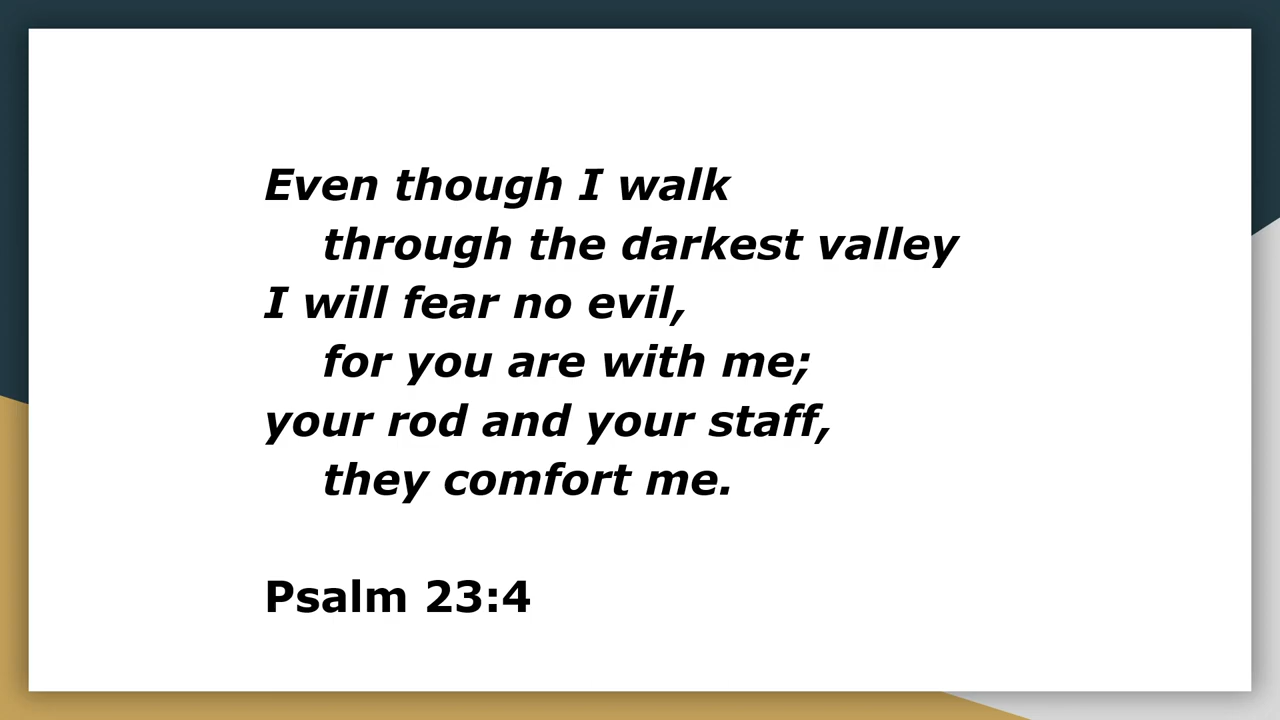 Even though I walk
through the darkest valley
I will fear no evil,
for you are with me;
your rod and your staff,
they comfort me.
Psalm 23:4